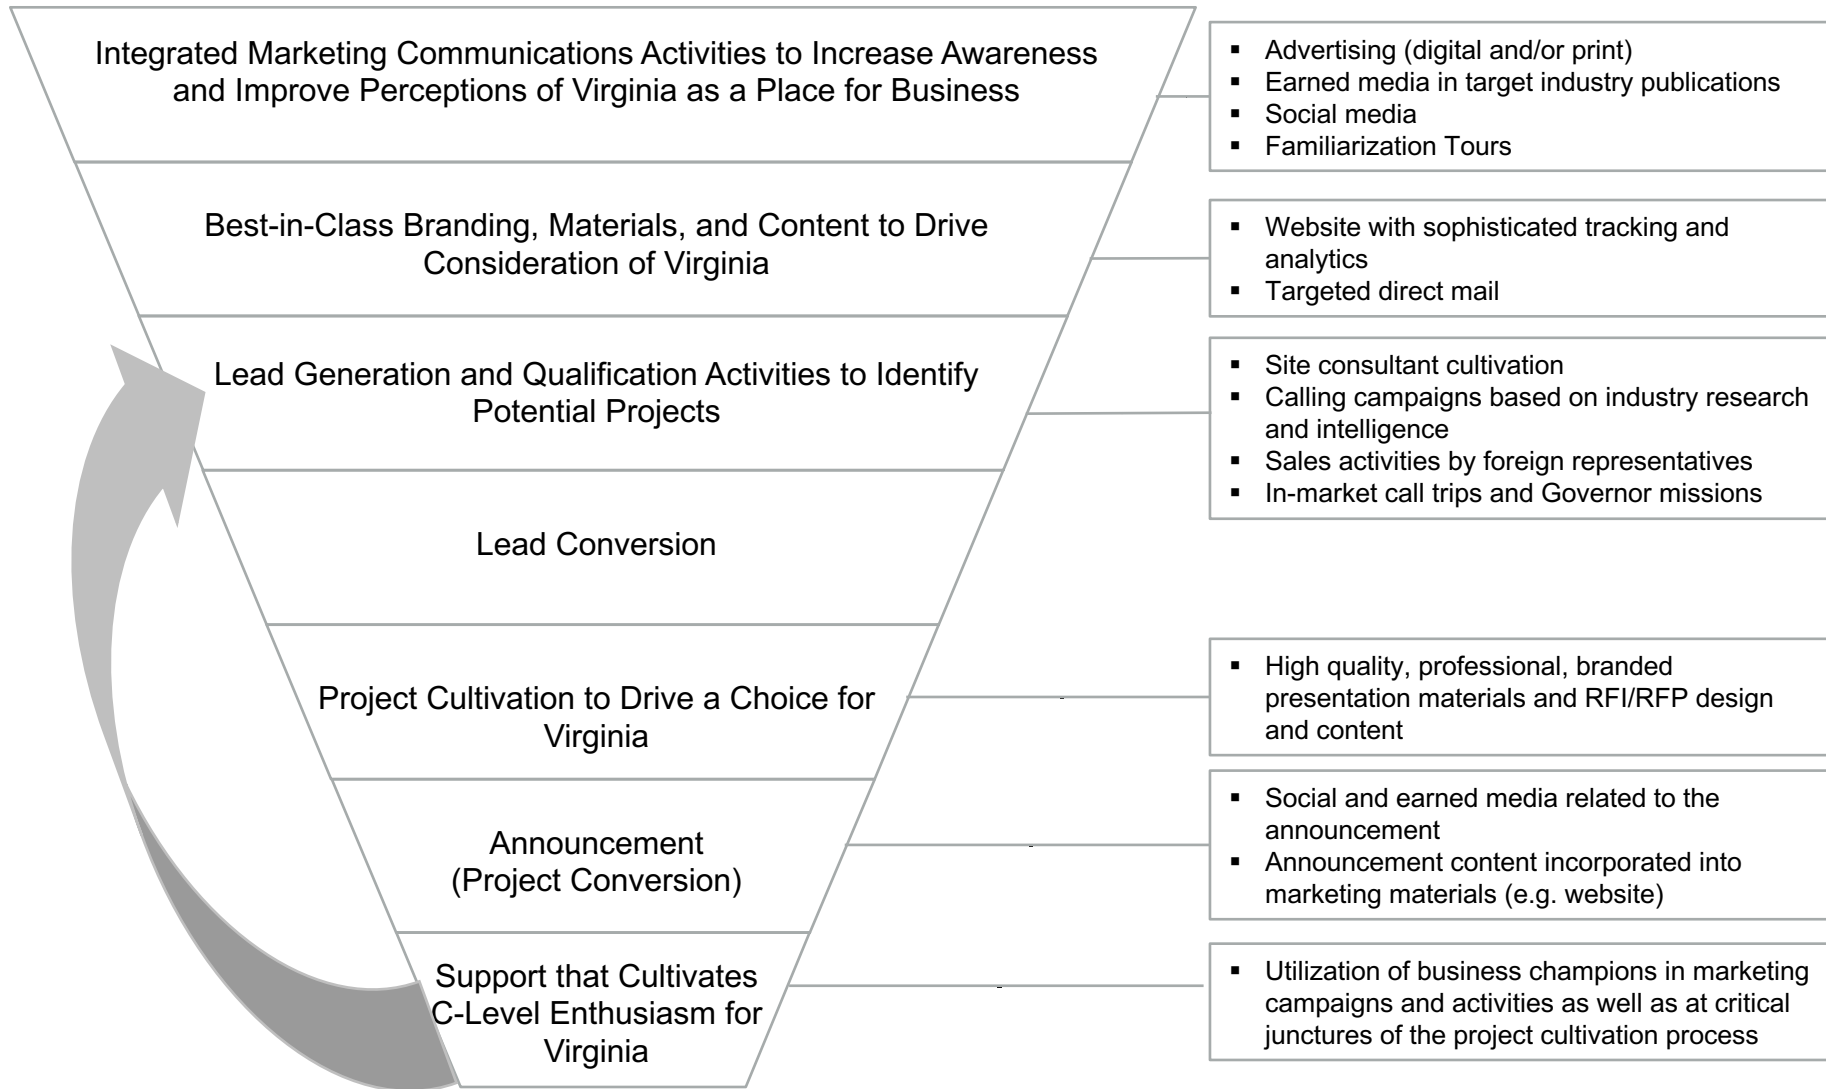 Integrated Marketing Communications Activities to Increase Awareness
and Improve Perceptions of Virginia as a Place for Business
▪ Advertising (digital and/or print)
▪ Earned media in target industry publications
▪ Social media
▪ Familiarization Tours
Best-in-Class Branding, Materials, and Content to Drive
Consideration of Virginia
▪ Website with sophisticated tracking and
analytics
▪ Targeted direct mail
Lead Generation and Qualification Activities to Identify
Potential Projects
▪ Site consultant cultivation
▪ Calling campaigns based on industry research
and intelligence
▪ Sales activities by foreign representatives
▪ In-market call trips and Governor missions
Lead Conversion
Project Cultivation to Drive a Choice for
Virginia
▪ High quality, professional, branded
presentation materials and RFI/RFP design
and content
Announcement
(Project Conversion)
▪ Social and earned media related to the
announcement
▪ Announcement content incorporated into
marketing materials (e.g. website)
Support that Cultivates
C-Level Enthusiasm for
Virginia
▪ Utilization of business champions in marketing
campaigns and activities as well as at critical
junctures of the project cultivation process